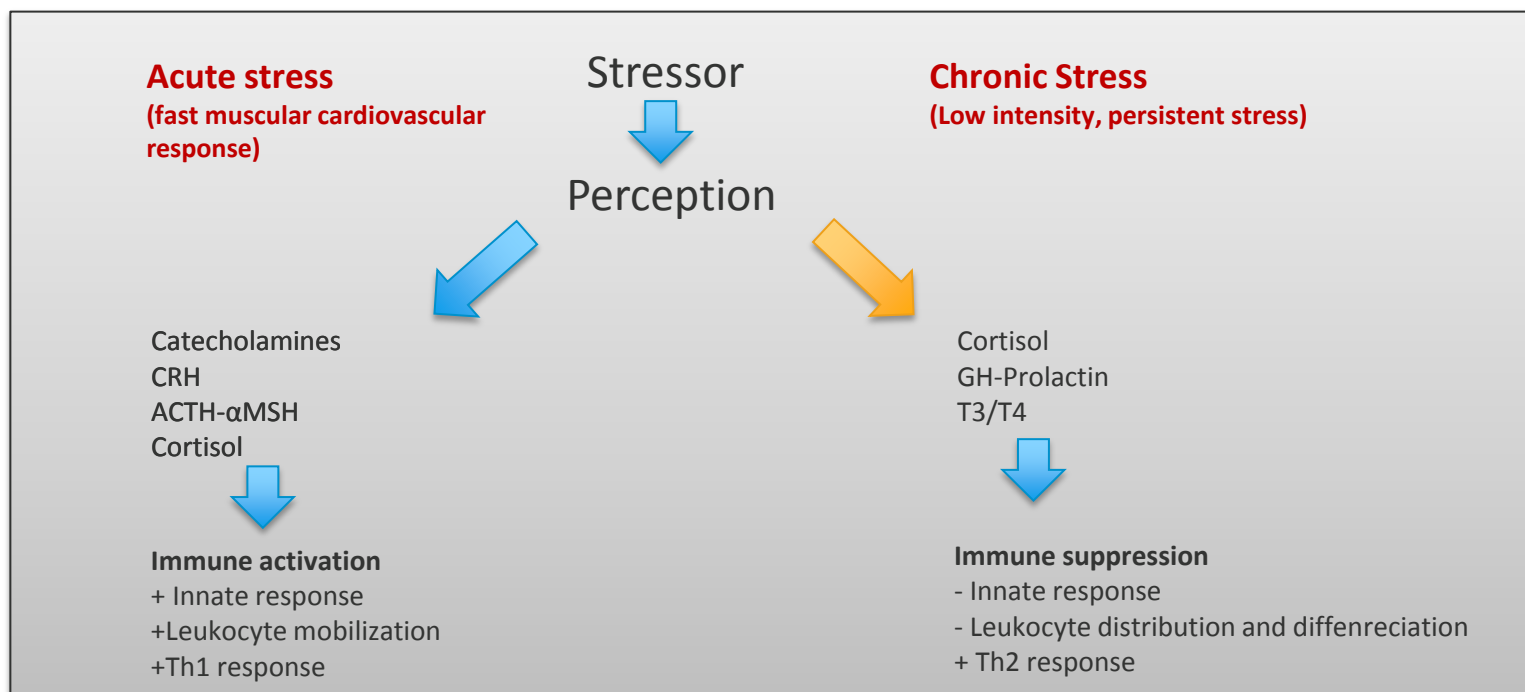 Acute stress
(fast muscular cardiovascular
response)
Stressor
Perception
Chronic Stress
(Low intensity, persistent stress)
Catecholamines
CRH
ACTH-αMSH
Cortisol
Immune activation
+ Innate response
+Leukocyte mobilization
+Th1 response
Cortisol
GH-Prolactin
T3/T4
Immune suppression
- Innate response
- Leukocyte distribution and diffenreciation
+ Th2 response